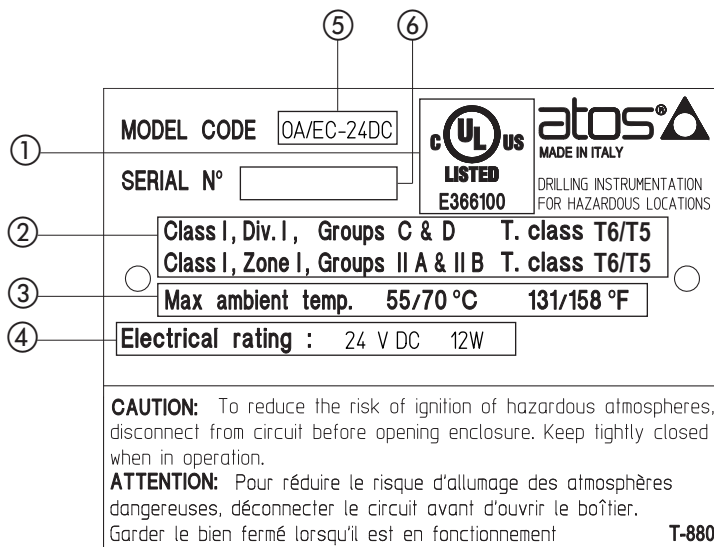 ⑤ ⑥
MODEL CODE 0A/EC-24DC
① C UL US
LISTED
E366100
atos®
MADE IN ITALY
SERIAL N°
DRILLING INSTRUMENTATION
FOR HAZARDOUS LOCATIONS
② Class I, Div. I, Groups C & D T. class T6/T5
Class I, Zone I, Groups II A & II B T. class T6/T5
③ Max ambient temp. 55/70 °C 131/158 °F
④ Electrical rating : 24 V DC 12W
CAUTION: To reduce the risk of ignition of hazardous atmospheres,
disconnect from circuit before opening enclosure. Keep tightly closed
when in operation.
ATTENTION: Pour réduire le risque d'allumage des atmosphères
dangereuses, déconnecter le circuit avant d'ouvrir le boîtier.
Garder le bien fermé lorsqu'il est en fonctionnement T-880